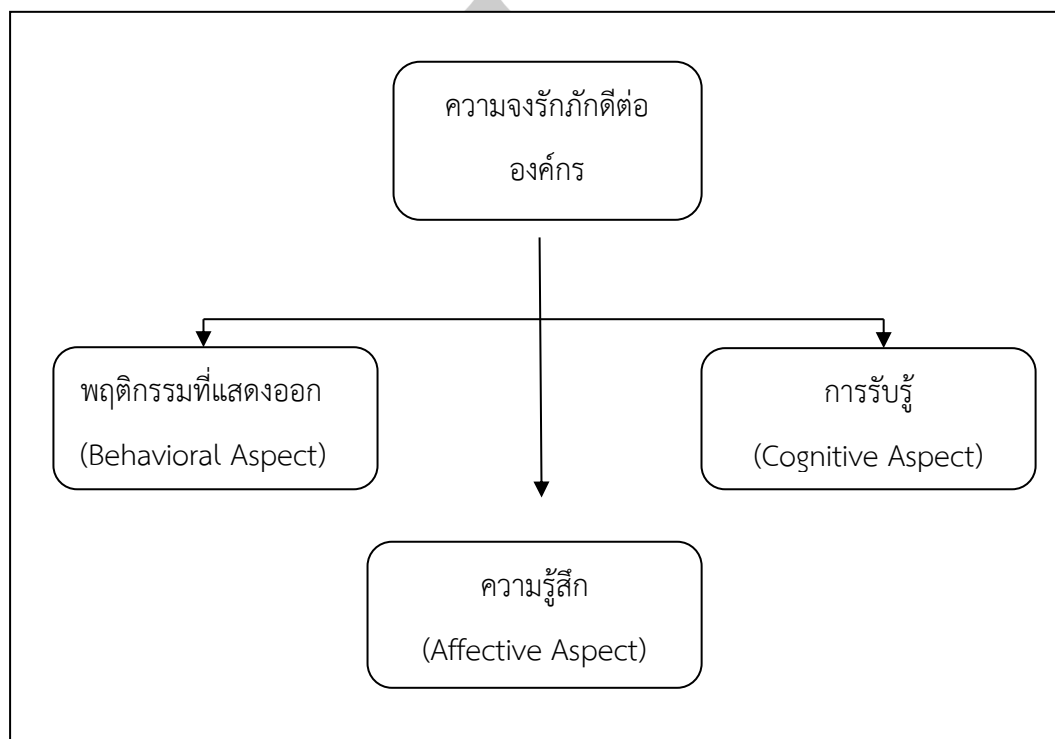 ความจงรักภักดีต่อ
องค์กร
พฤติกรรมที่แสดงออก
(Behavioral Aspect)
การรับรู้
(Cognitive Aspect)
ความรู้สึก
(Affective Aspect)